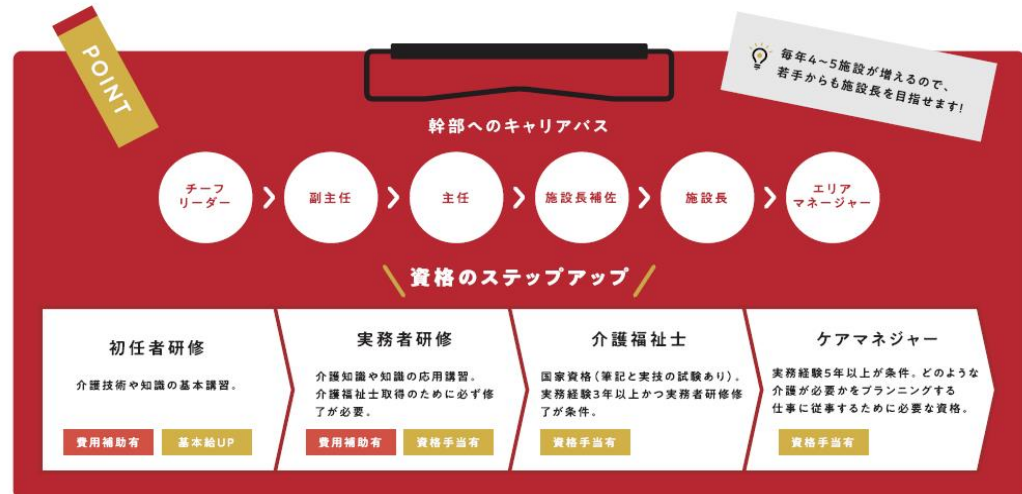 POINT
毎年4~5施設が増えるので、
若手からも施設長を目指せます!
幹部へのキャリアパス
チーフ
リーダー
副主任
主任
施設長補佐
施設長
エリア
マネージャー
資格のステップアップ
初任者研修
介護技術や知識の基本講習。
費用補助有
基本給UP
実務者研修
介護知識や知識の応用講習。
介護福祉士取得のために必ず修
了が必要。
費用補助有
資格手当有
介護福祉士
国家資格(筆記と実技の試験あり)。
実務経験3年以上かつ実務者研修修
了が条件。
資格手当有
ケアマネジャー
実務経験5年以上が条件。どのような
介護が必要かをプランニングする
仕事に従事するために必要な資格。
資格手当有